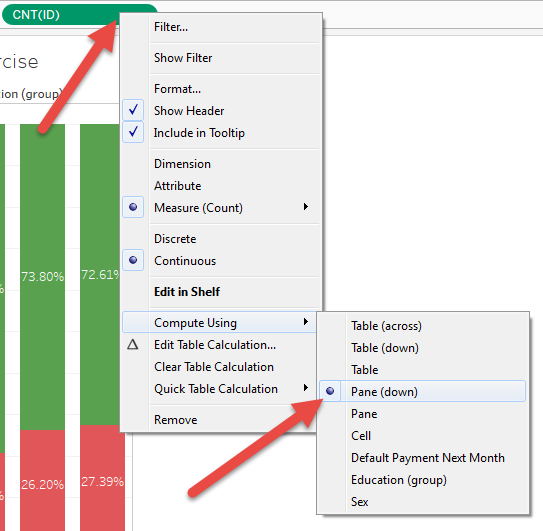 CNT(ID)
rcise
tion (group)
Filter...
Show Filter
Format...
Show Header
Include in Tooltip
Dimension
Attribute
Measure (Count)
Discrete
Continuous
Edit in Shelf
Compute Using
Edit Table Calculation...
Clear Table Calculation
Quick Table Calculation
Remove
Table (across)
Table (down)
Table
Pane (down)
Pane
Cell
Default Payment Next Month
Education (group)
Sex
% 73.80% 72.61%
% 26.20% 27.39%